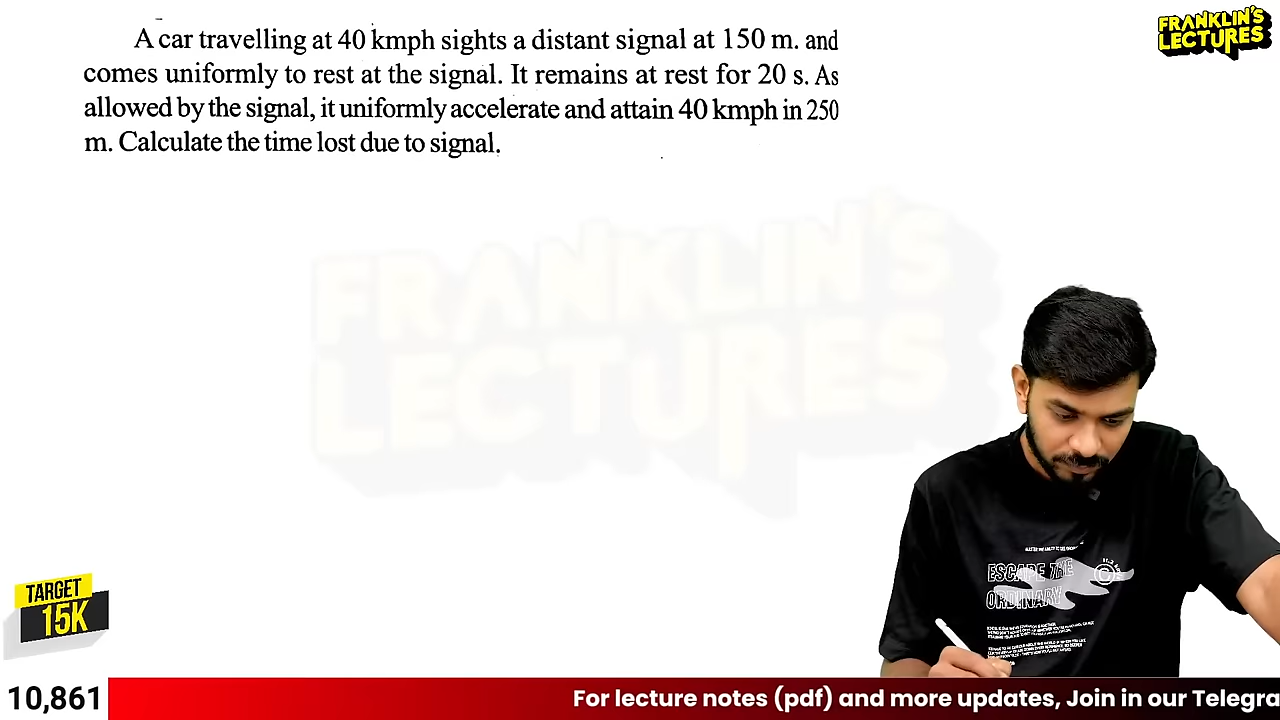 FRANKLIN'S
LECTURES
A car travelling at 40 kmph sights a distant signal at 150 m. and
comes uniformly to rest at the signal. It remains at rest for 20 s. As
allowed by the signal, it uniformly accelerate and attain 40 kmph in 250
m. Calculate the time lost due to signal.
FRANKLIN'S
LECTURES
ESCAPE THE
ORDINARY
TARGET
15K
10,861
For lecture notes (pdf) and more updates, Join in our Telegra